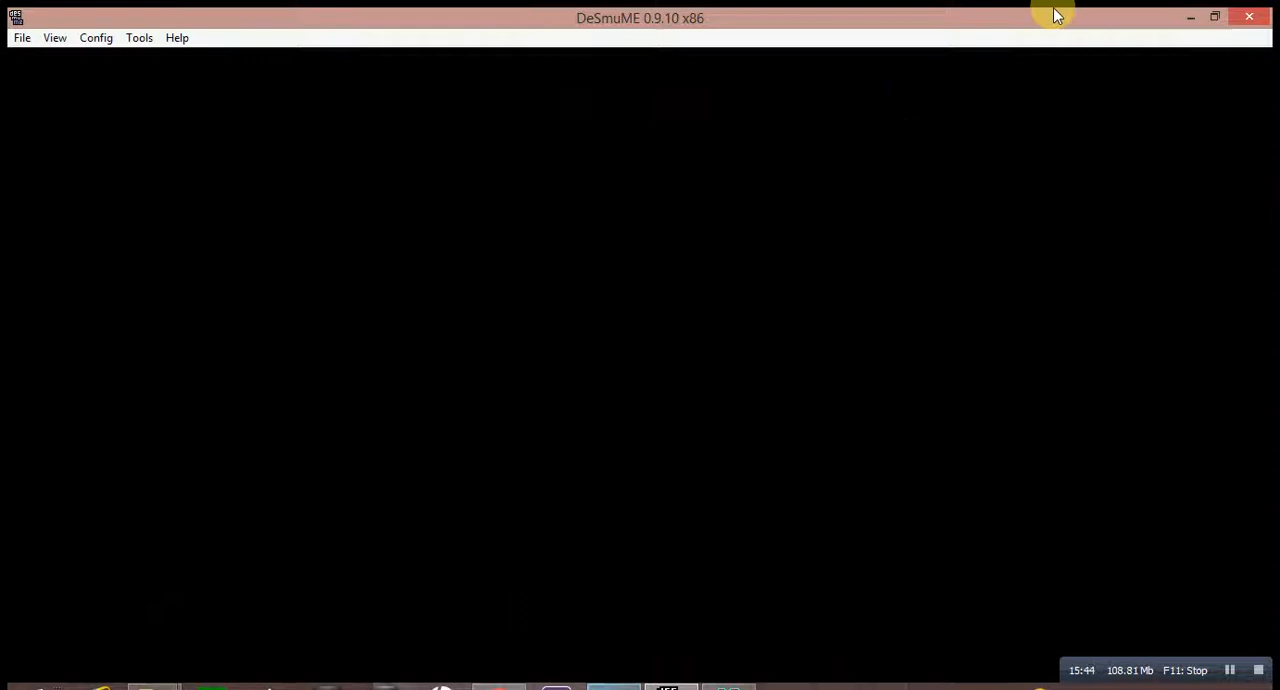 DeSmuME 0.9.10 x86
File View Config Tools Help
15:44 108.81 Mb F11: Stop